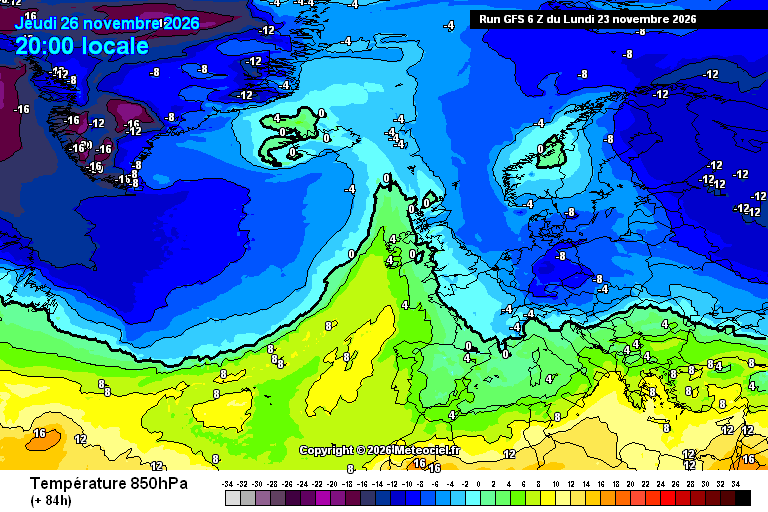 Jeudi 26 novembre 2026
20:00 locale
Run GFS 6 Z du Lundi 23 novembre 2026
Copyright © 2026 Meteociel.fr
Température 850hPa
(+ 84h)
-34 -32 -30 -28 -26 -24 -22 -20 -18 -16 -14 -12 -10 -8 -6 -4 -2 0 2 4 6 8 10 12 14 16 18 20 22 24 26 28 30 32 34